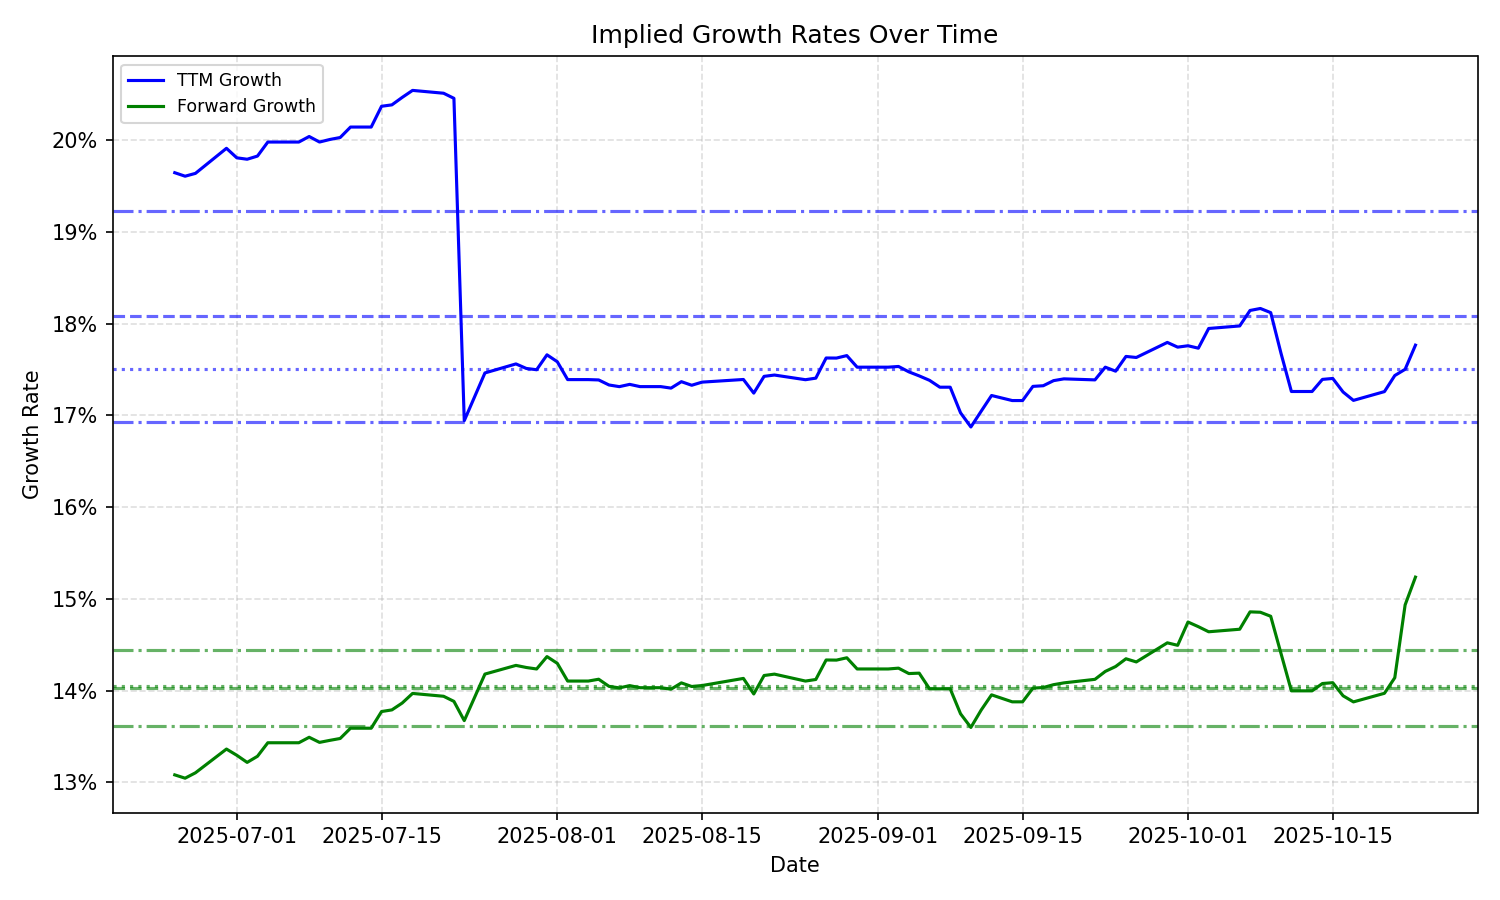 Implied Growth Rates Over Time
TTM Growth
Forward Growth
20%
19%
18%
17%
16%
15%
14%
13%
Growth Rate
2025-07-01 2025-07-15 2025-08-01 2025-08-15 2025-09-01 2025-09-15 2025-10-01 2025-10-15
Date